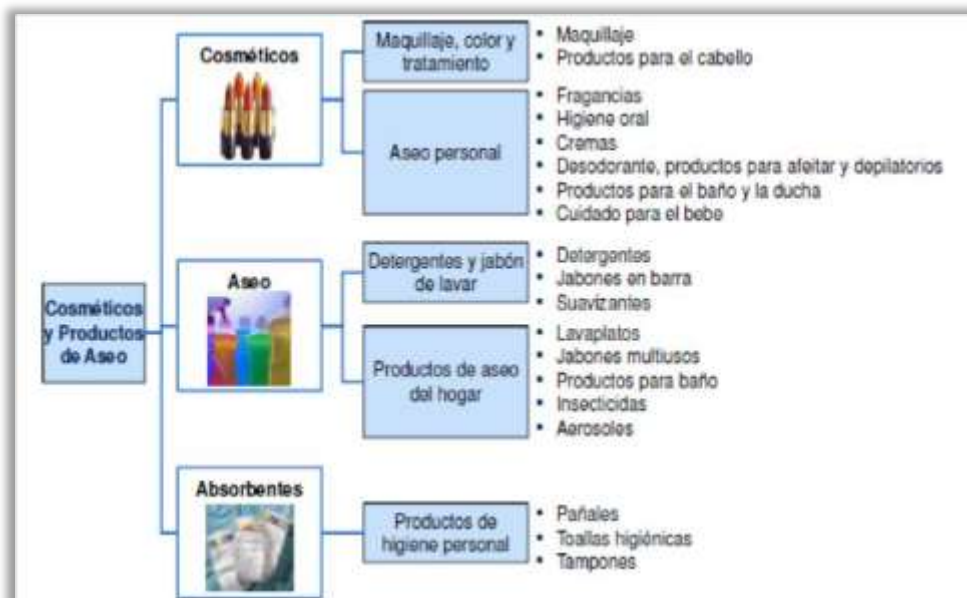 Cosméticos
y Productos
de Aseo
Cosméticos
Maquillaje, color y
tratamiento
• Maquillaje
• Productos para el cabello
Aseo personal
• Fragancias
• Higiene oral
• Cremas
• Desodorante, productos para afeitar y depilatorios
• Productos para el baño y la ducha
• Cuidado para el bebe
Aseo
Detergentes y jabón
de lavar
• Detergentes
• Jabones en barra
• Suavizantes
Productos de aseo
del hogar
• Lavaplatos
• Jabones multiusos
• Productos para baño
• Insecticidas
• Aerosoles
Absorbentes
Productos de
higiene personal
• Pañales
• Toallas higiénicas
• Tampones